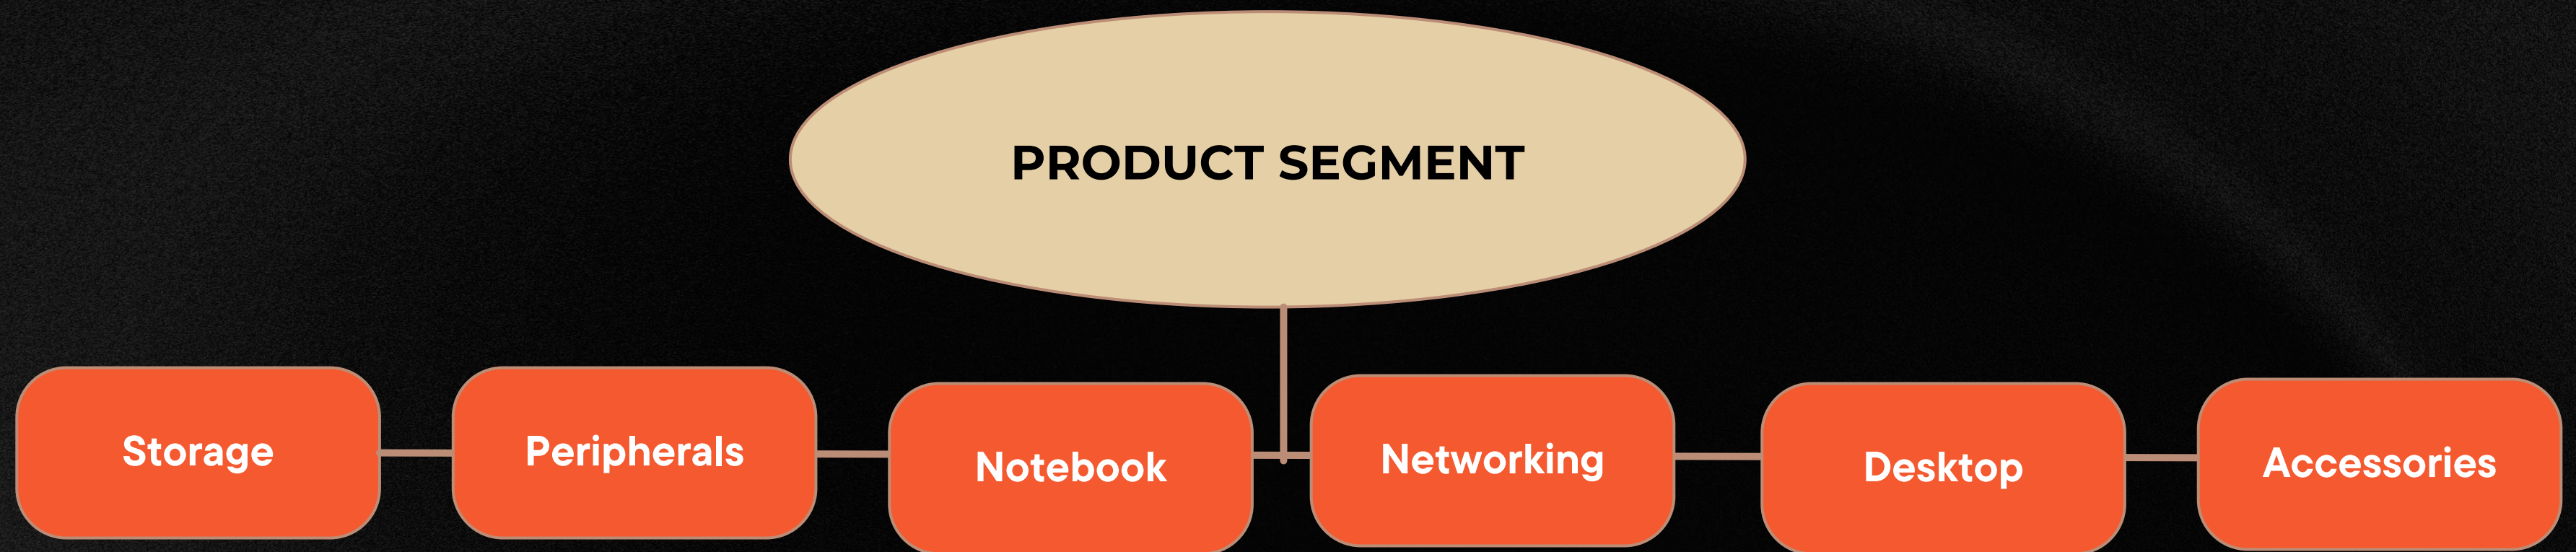 PRODUCT SEGMENT
Storage
Peripherals
Notebook
Networking
Desktop
Accessories